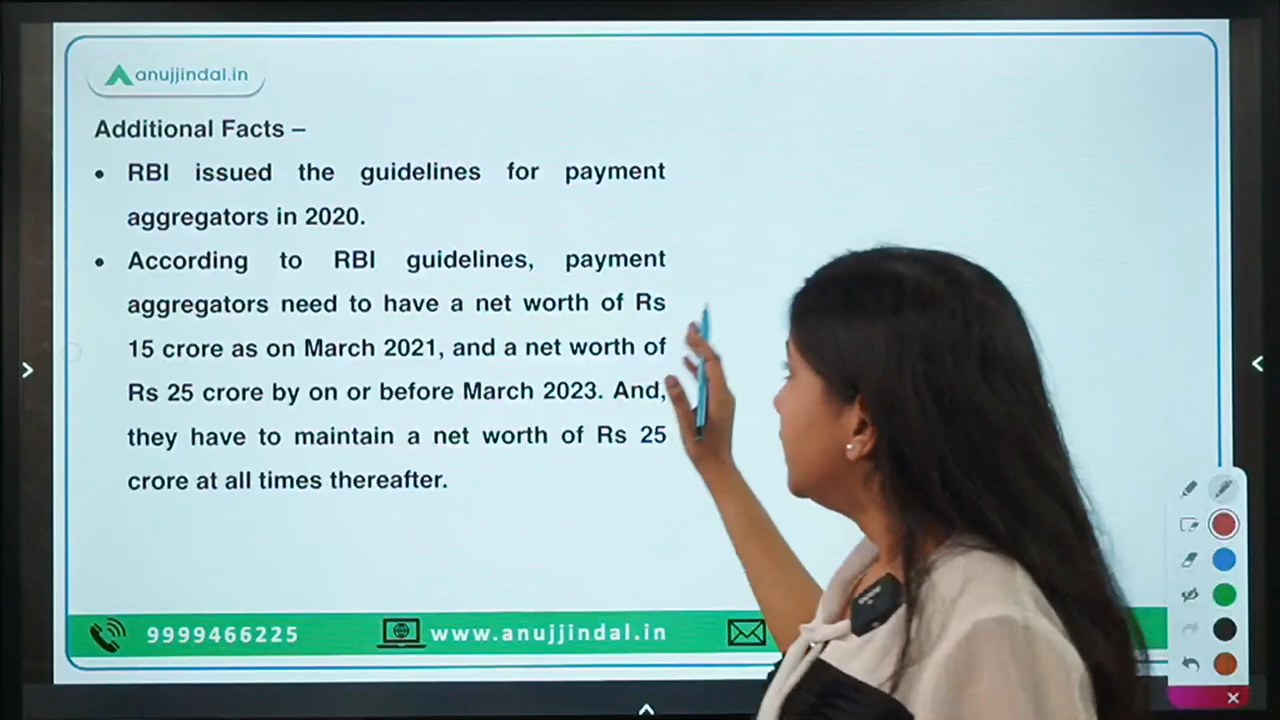 anujjindal.in
Additional Facts –
• RBI issued the guidelines for payment
aggregators in 2020.
• According to RBI guidelines, payment
aggregators need to have a net worth of Rs
15 crore as on March 2021, and a net worth of
Rs 25 crore by on or before March 2023. And,
they have to maintain a net worth of Rs 25
crore at all times thereafter.
9999466225 www.anujjindal.in